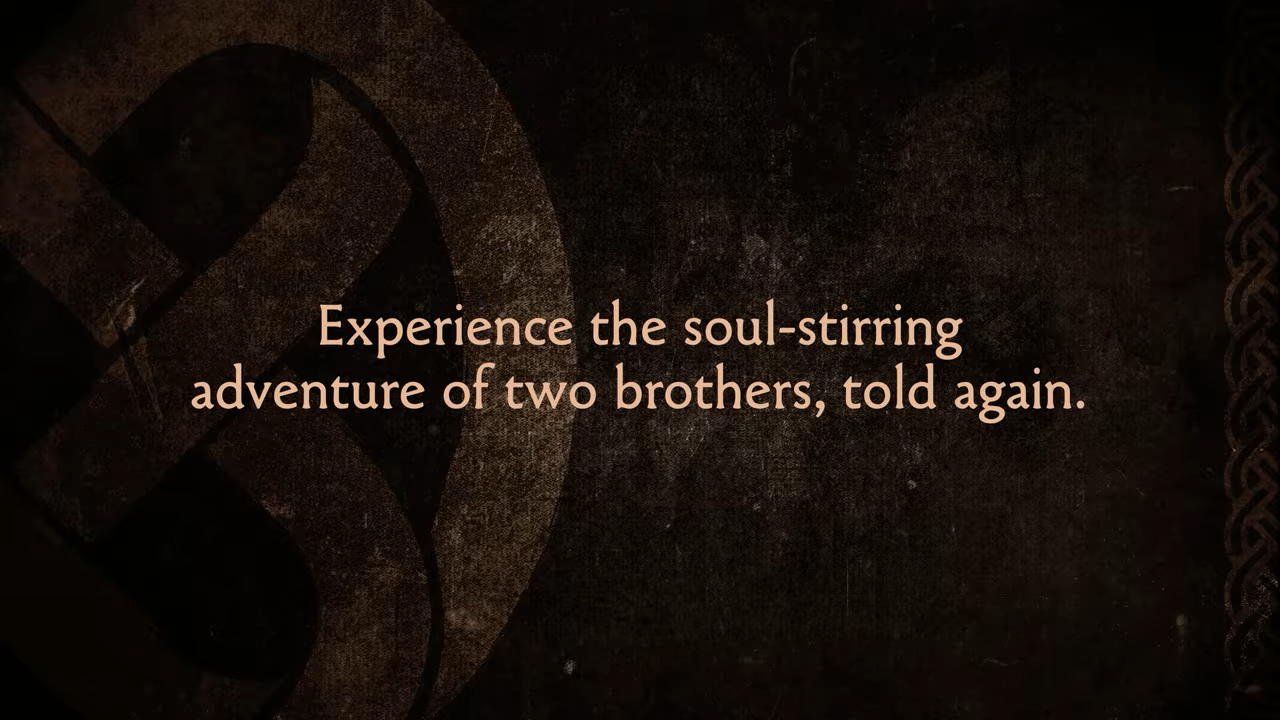 Experience the soul-stirring
adventure of two brothers, told again.